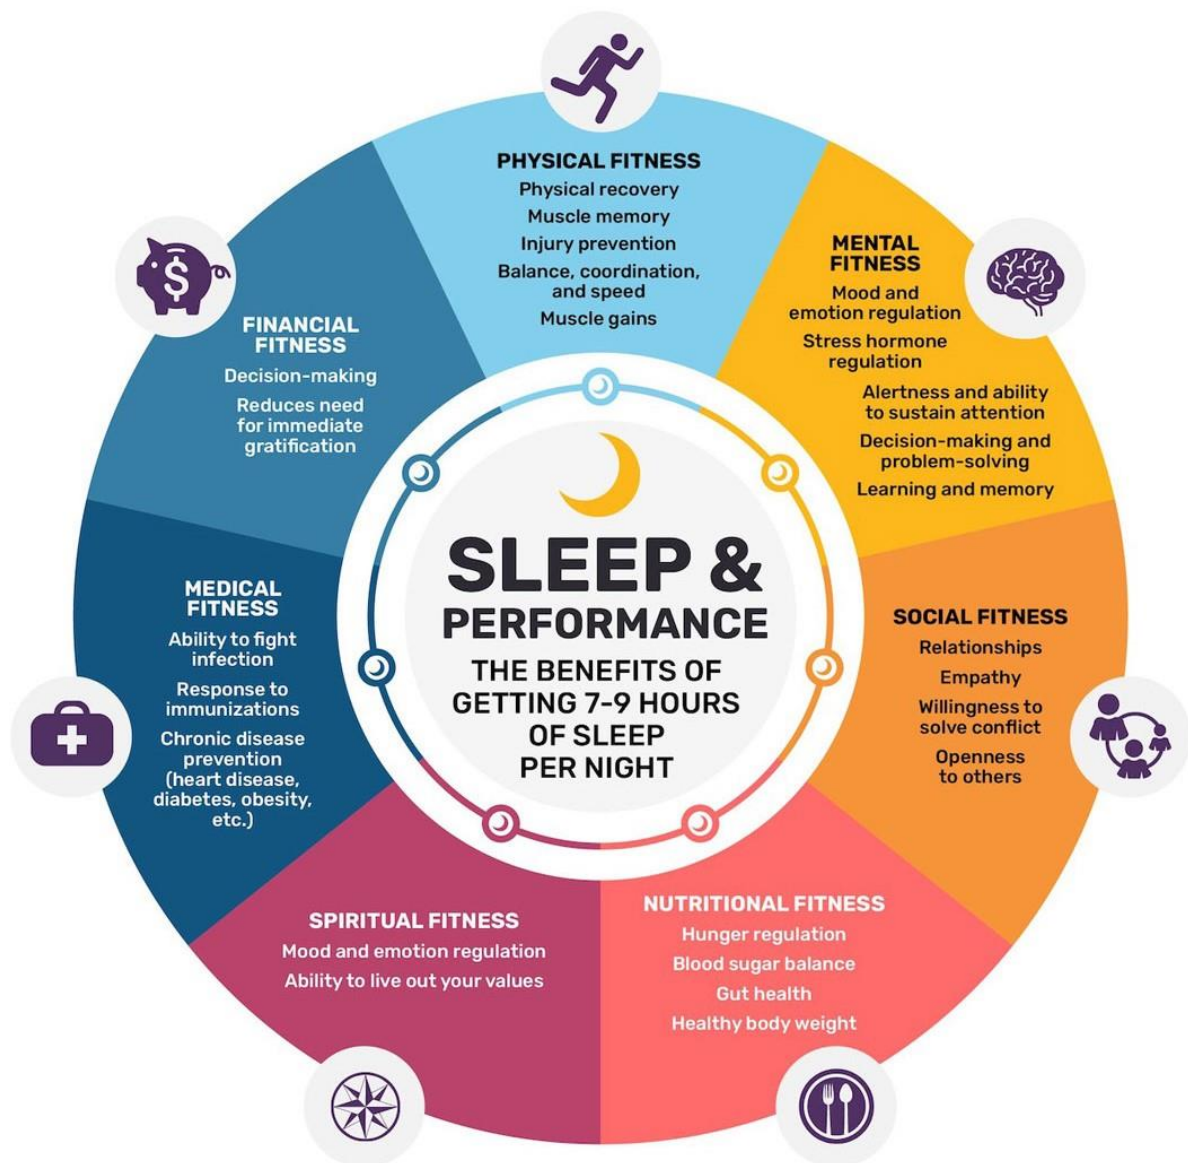 PHYSICAL FITNESS
Physical recovery
Muscle memory
Injury prevention
Balance, coordination,
and speed
Muscle gains
MENTAL
FITNESS
Mood and
emotion regulation
Stress hormone
regulation
Alertness and ability
to sustain attention
Decision-making and
problem-solving
Learning and memory
SOCIAL FITNESS
Relationships
Empathy
Willingness to
solve conflict
Openness
to others
NUTRITIONAL FITNESS
Hunger regulation
Blood sugar balance
Gut health
Healthy body weight
SPIRITUAL FITNESS
Mood and emotion regulation
Ability to live out your values
MEDICAL
FITNESS
Ability to fight
infection
Response to
immunizations
Chronic disease
prevention
(heart disease,
diabetes, obesity,
etc.)
FINANCIAL
FITNESS
Decision-making
Reduces need
for immediate
gratification
$
SLEEP &
PERFORMANCE
THE BENEFITS OF
GETTING 7-9 HOURS
OF SLEEP
PER NIGHT